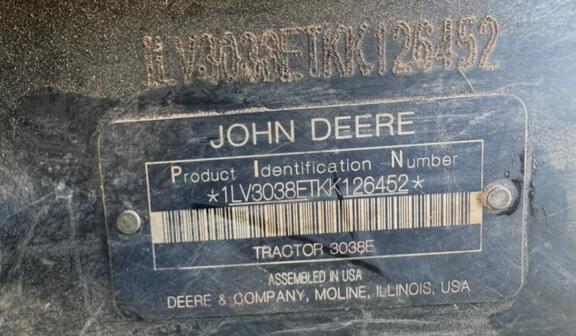 1LV3038ETKK126452
JOHN DEERE
Product Identification Number
*1LV3038ETKK126452*
TRACTOR 3038E
ASSEMBLED IN USA
DEERE & COMPANY, MOLINE, ILLINOIS, USA